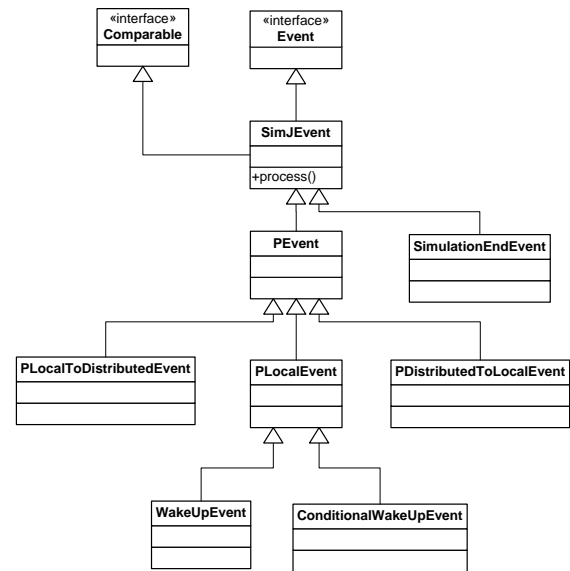 «interface»
Comparable
«interface»
Event
SimJEvent
+process()
PEvent
SimulationEndEvent
PLocalToDistributedEvent
PLocalEvent
PDistributedToLocalEvent
WakeUpEvent
ConditionalWakeUpEvent